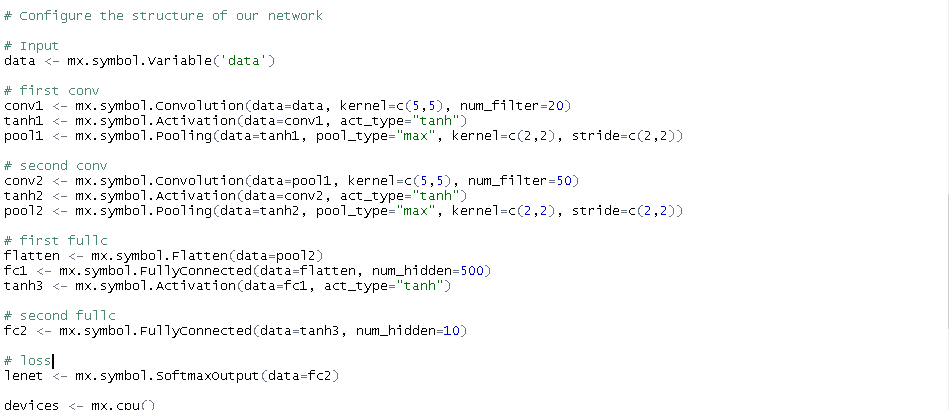 # Configure the structure of our network
# Input
data <- mx.symbol.Variable('data')
# first conv
conv1 <- mx.symbol.Convolution(data=data, kernel=c(5,5), num_filter=20)
tanh1 <- mx.symbol.Activation(data=conv1, act_type="tanh")
pool1 <- mx.symbol.Pooling(data=tanh1, pool_type="max", kernel=c(2,2), stride=c(2,2))
# second conv
conv2 <- mx.symbol.Convolution(data=pool1, kernel=c(5,5), num_filter=50)
tanh2 <- mx.symbol.Activation(data=conv2, act_type="tanh")
pool2 <- mx.symbol.Pooling(data=tanh2, pool_type="max", kernel=c(2,2), stride=c(2,2))
# first fullc
flatten <- mx.symbol.Flatten(data=pool2)
fc1 <- mx.symbol.FullyConnected(data=flatten, num_hidden=500)
tanh3 <- mx.symbol.Activation(data=fc1, act_type="tanh")
# second fullc
fc2 <- mx.symbol.FullyConnected(data=tanh3, num_hidden=10)
# loss
lenet <- mx.symbol.SoftmaxOutput(data=fc2)
devices <- mx.cpu()